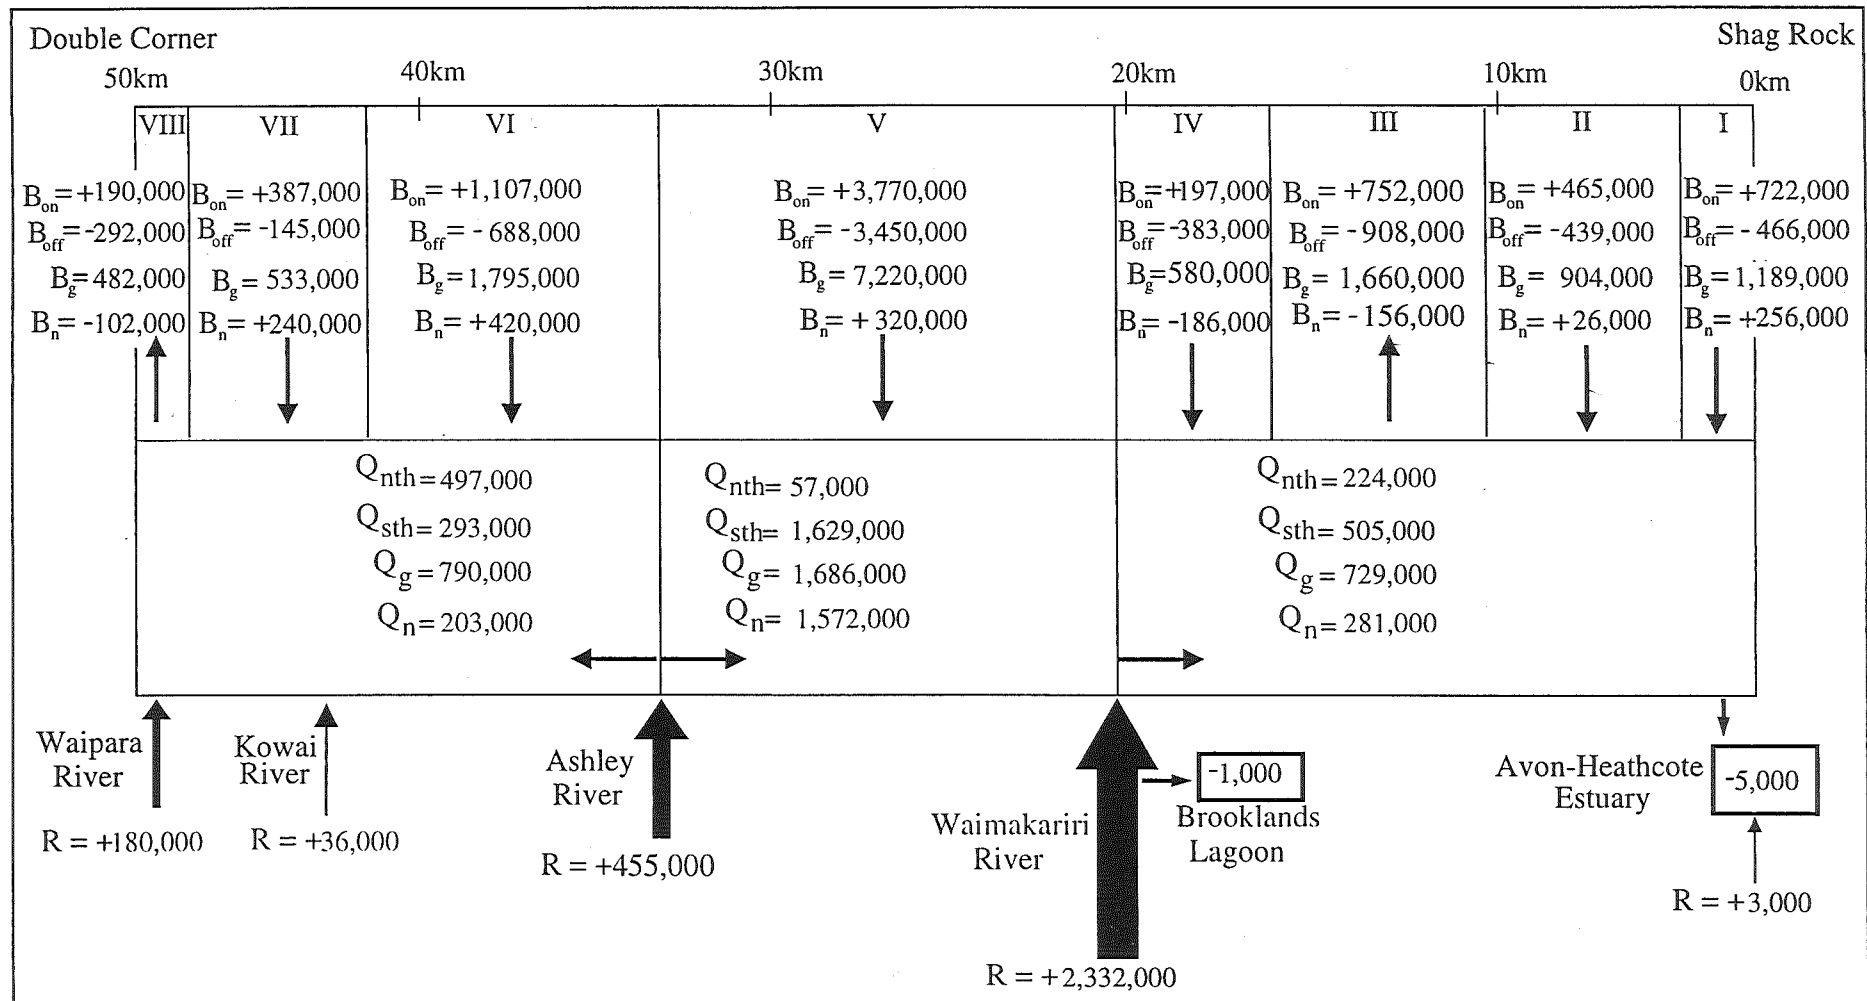 Double Corner
Shag Rock
50km 40km 30km 20km 10km 0km
VIII VII VI V IV III II I
Bon=+190,000 Bon= +387,000 Bon= +1,107,000 Bon= +3,770,000 Bon=+197,000 Bon= +752,000 Bon= +465,000 Bon= +722,000
Boff=-292,000 Boff= -145,000 Boff= - 688,000 Boff= -3,450,000 Boff=-383,000 Boff= -908,000 Boff= -439,000 Boff= - 466,000
Bg=482,000 Bg= 533,000 Bg= 1,795,000 Bg= 7,220,000 Bg=580,000 Bg= 1,660,000 Bg= 904,000 Bg= 1,189,000
Bn= -102,000 Bn= +240,000 Bn= +420,000 Bn= + 320,000 Bn= -186,000 Bn= - 156,000 Bn= +26,000 Bn= +256,000
Qnth= 497,000 Qnth= 57,000 Qnth= 224,000
Qsth= 293,000 Qsth= 1,629,000 Qsth= 505,000
Qg= 790,000 Qg= 1,686,000 Qg= 729,000
Qn= 203,000 Qn= 1,572,000 Qn= 281,000
Waipara
River
R = +180,000
Kowai
River
R = +36,000
Ashley
River
R = +455,000
Waimakariri
River
R = +2,332,000
-1,000
Brooklands
Lagoon
Avon-Heathcote
Estuary
-5,000
R = +3,000